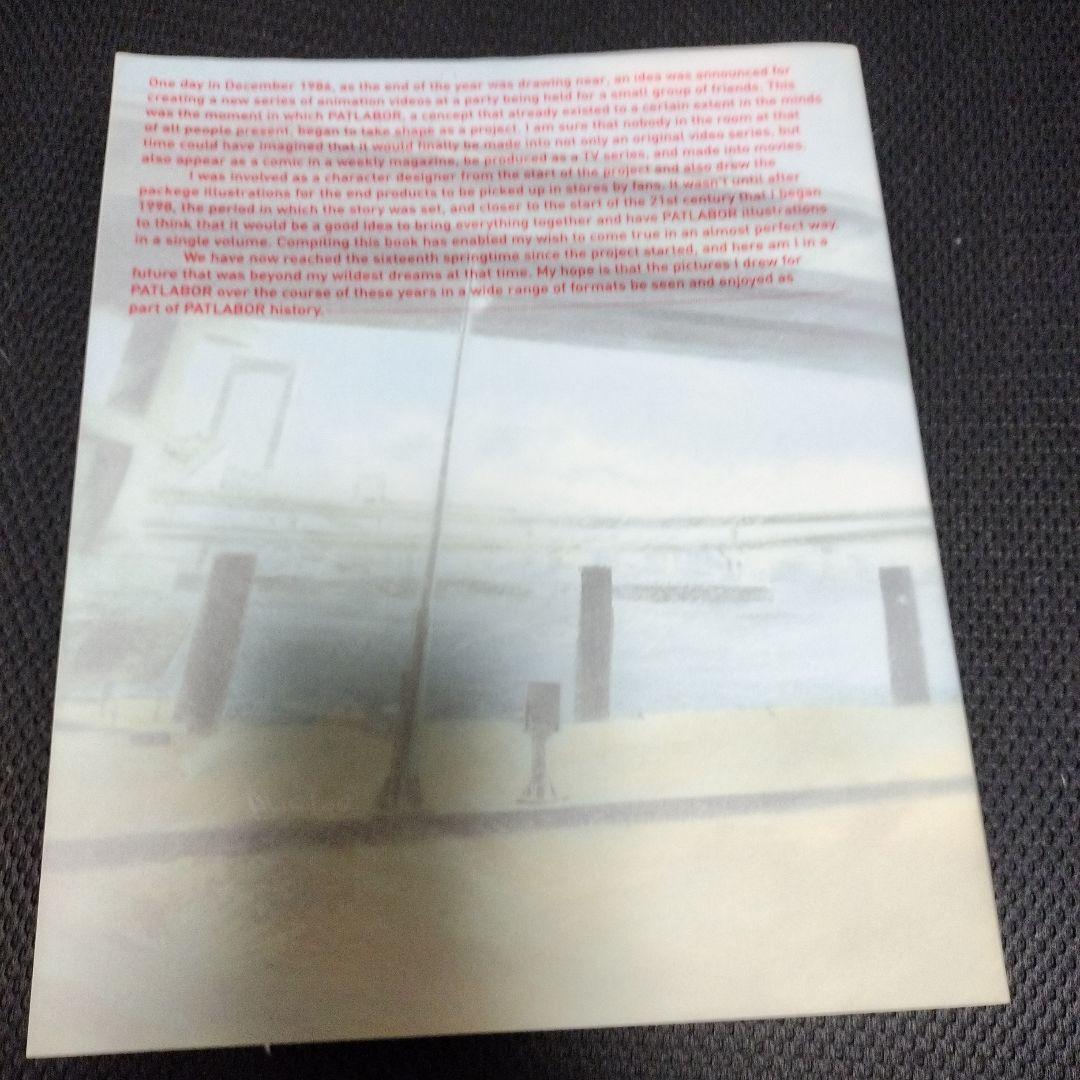 One day in December 1986, as the end of the year was drawing near, an idea was announced for
creating a new series of animation videos at a party being held for a small group of friends. This
was the moment in which PATLABOR, a concept that already existed to a certain extent in the minds
of all people present, began to take shape as a project. I am sure that nobody in the room at that
time could have imagined that it would finally be made into not only an original video series, but
also appear as a comic in a weekly magazine, be produced as a TV series, and made into movies.
I was involved as a character designer from the start of the project and also drew the
packege illustrations for the end products to be picked up in stores by fans. It wasn't until after
1998, the period in which the story was set, and closer to the start of the 21st century that I began
to think that it would be a good idea to bring everything together and have PATLABOR illustrations
in a single volume. Compiling this book has enabled my wish to come true in an almost perfect way.
We have now reached the sixteenth springtime since the project started, and here am I in a
future that was beyond my wildest dreams at that time. My hope is that the pictures I drew for
PATLABOR over the course of these years in a wide range of formats be seen and enjoyed as
part of PATLABOR history.